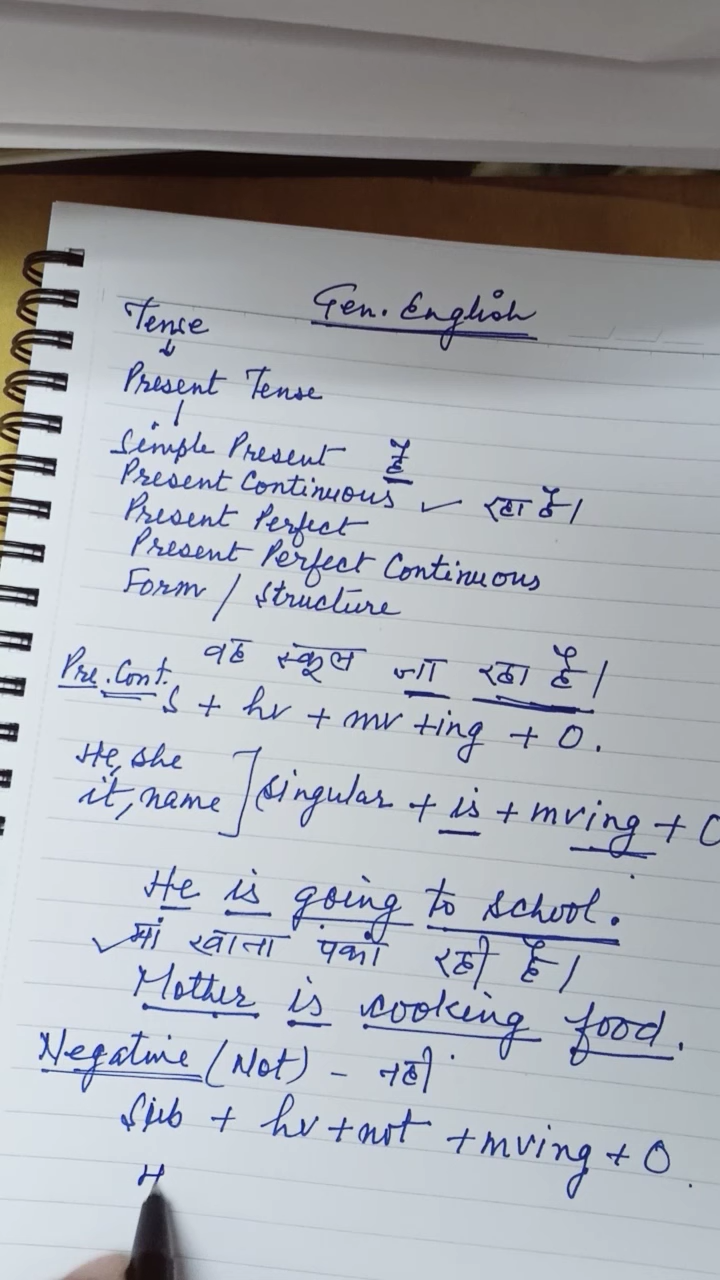 Gen. English
Tense
↓
Present Tense
Simple Present है
Present Continuous ✓ रहा है।
Present Perfect
Present Perfect Continuous
Form / Structure
वह स्कूल जा रहा है।
Pre. Cont.
S + hv + mv +ing + O.
He, she
it, name ] singular + is + mving + O
He is going to school.
✓ मां खाना पका रही है।
Mother is cooking food.
Negative (Not) - नहीं
Sub + hv + not + mving + O.
H